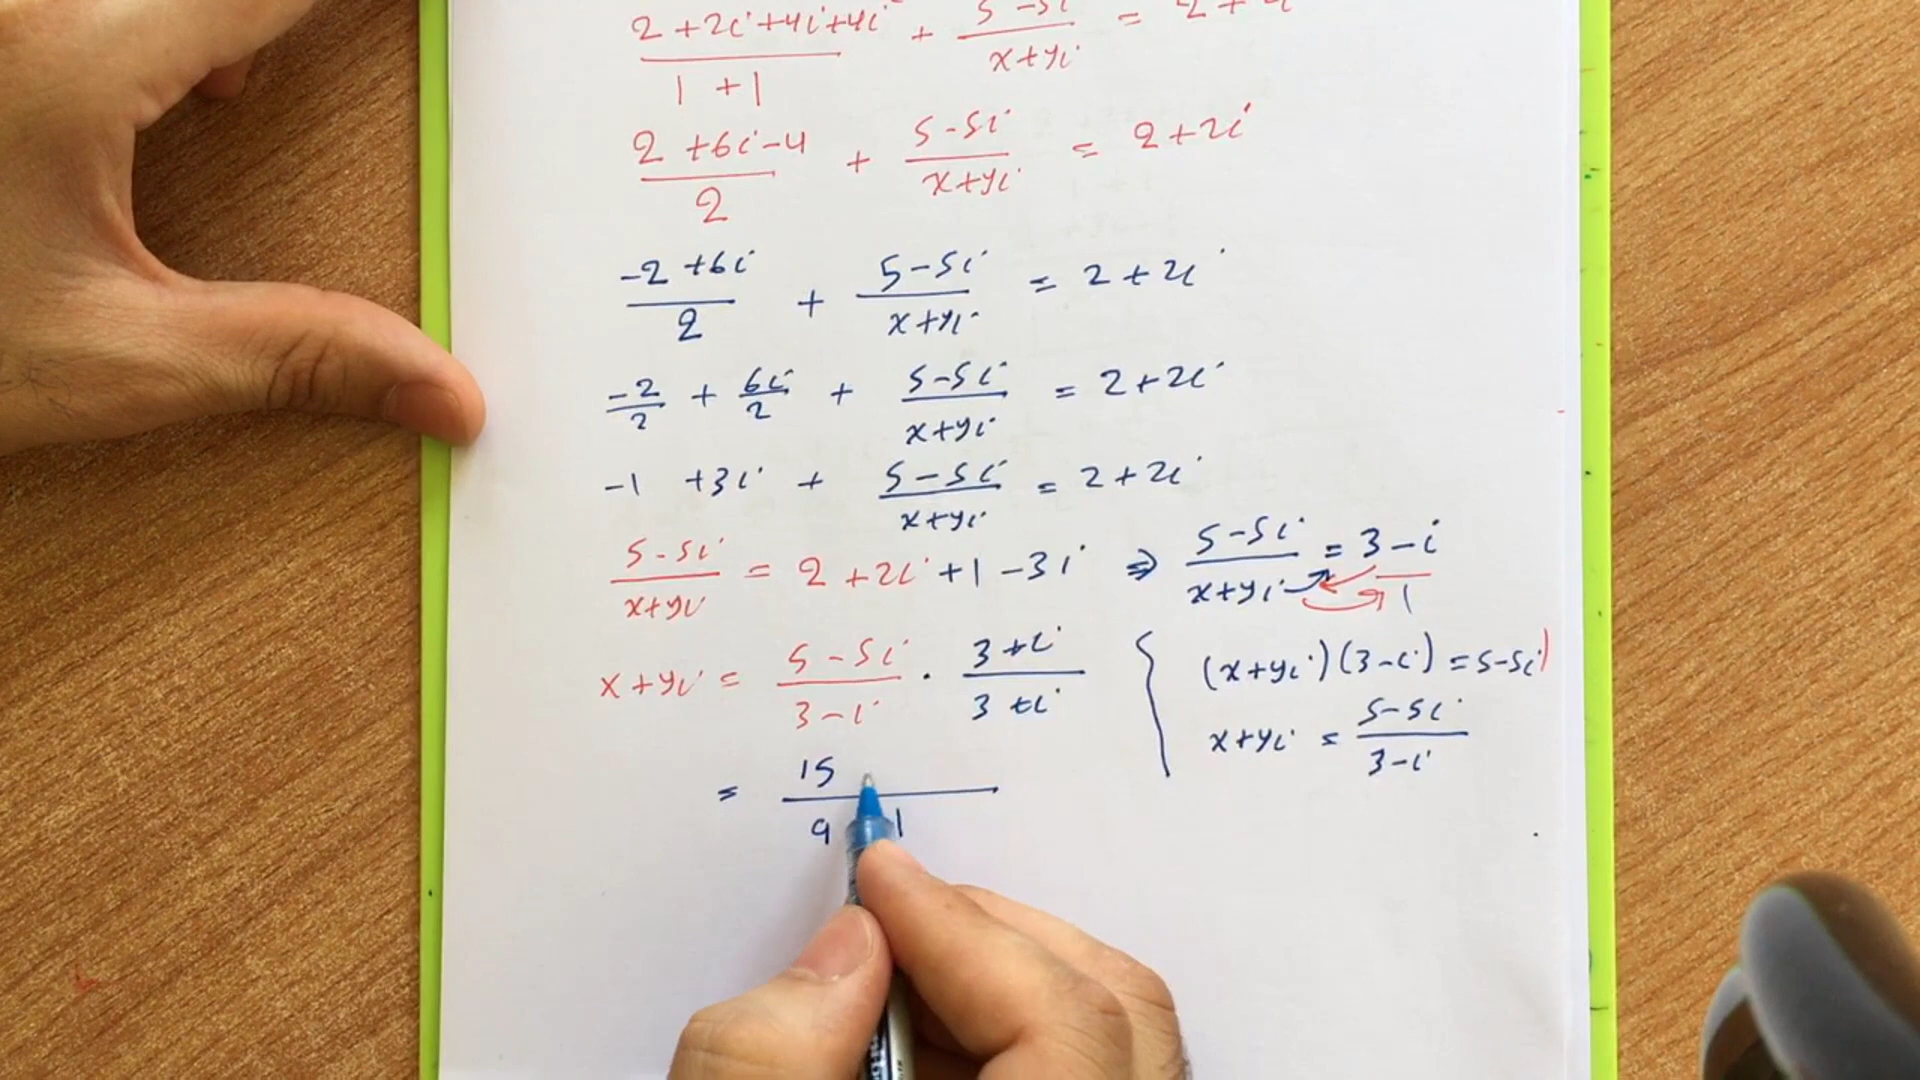 2+2i+4i+4i² / 1+1 + 5-5i / x+yi = 2+2i
2+6i-4 / 2 + 5-5i / x+yi = 2+2i
-2+6i / 2 + 5-5i / x+yi = 2+2i
-2/2 + 6i/2 + 5-5i / x+yi = 2+2i
-1 +3i + 5-5i / x+yi = 2+2i
5-5i / x+yi = 2+2i+1-3i ⇒ 5-5i / x+yi = 3-i / 1
x+yi = 5-5i / 3-i · 3+i / 3+i
= 15 / 9 1
{ (x+yi)(3-i) = 5-5i
x+yi = 5-5i / 3-i